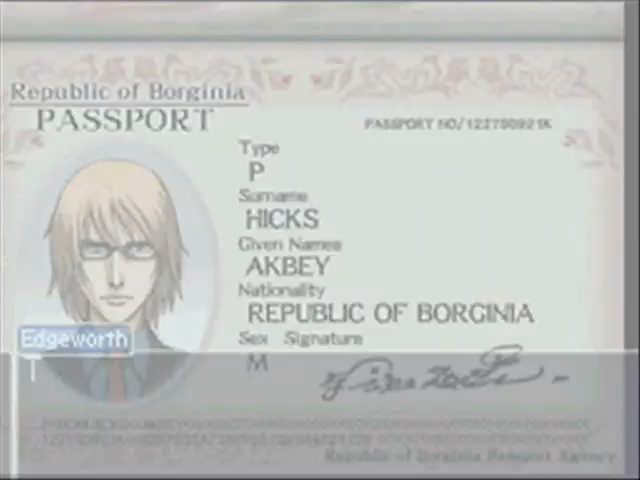 Republic of Borginia
PASSPORT
PASSPORT NO/122780921K
Type
P
Surname
HICKS
Given Names
AKBEY
Nationality
REPUBLIC OF BORGINIA
Sex Signature
M
Edgeworth
T
Republic of Borginia Passport Agency